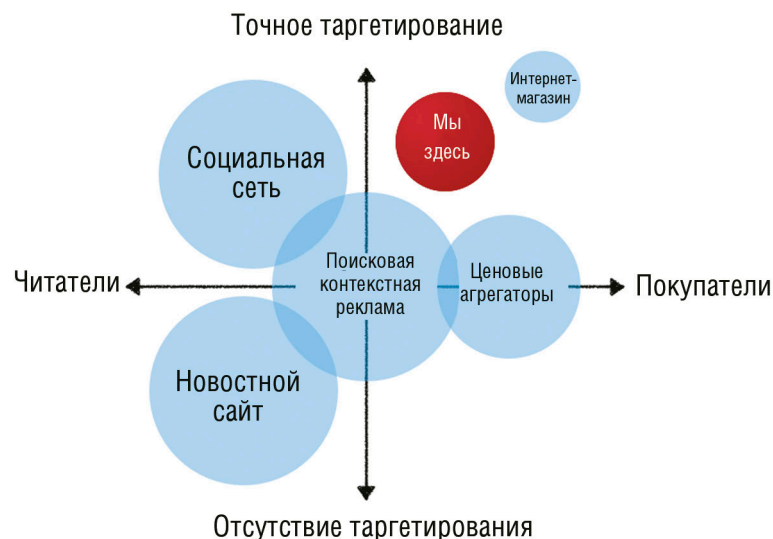 Точное таргетирование
Интернет-
магазин
Мы
здесь
Социальная
сеть
Поисковая
контекстная
реклама
Ценовые
агрегаторы
Читатели
Покупатели
Новостной
сайт
Отсутствие таргетирования